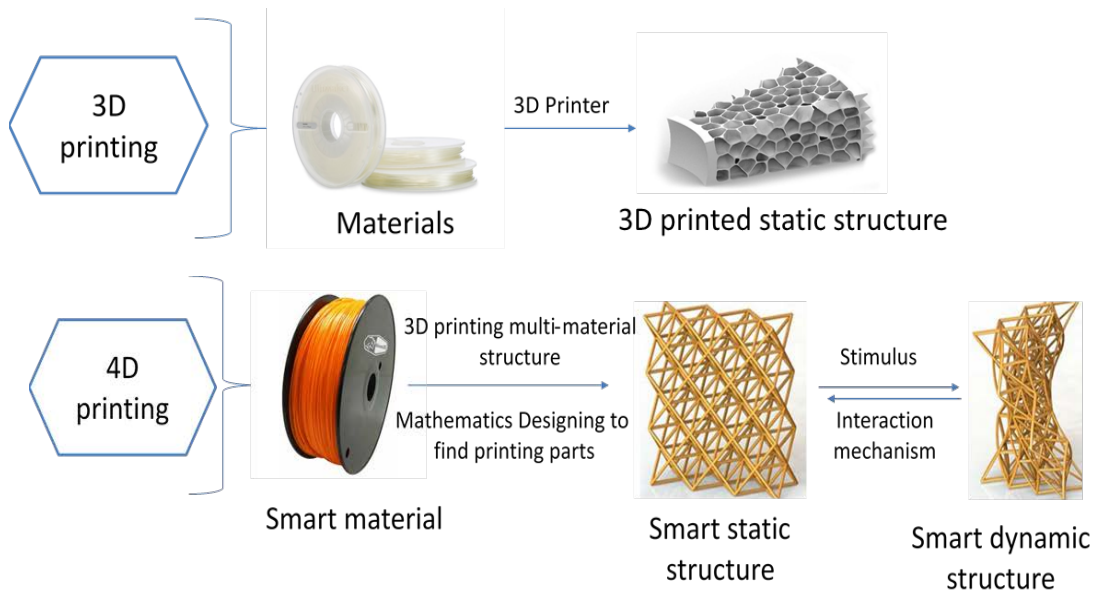 3D
printing
3D Printer
Materials
3D printed static structure
4D
printing
3D printing multi-material
structure
Mathematics Designing to
find printing parts
Stimulus
Interaction
mechanism
Smart material
Smart static
structure
Smart dynamic
structure